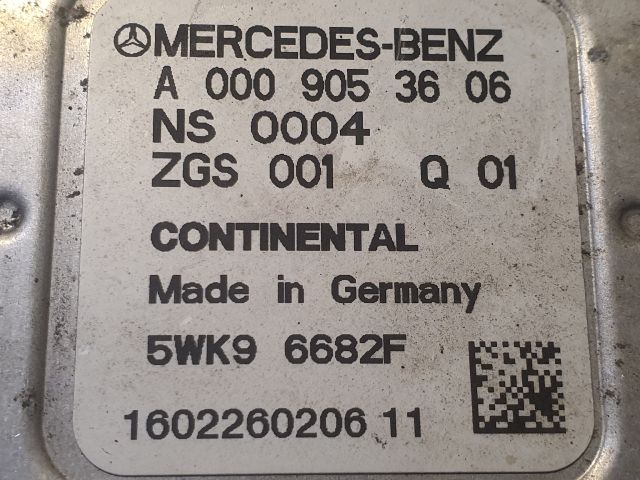 MERCEDES-BENZ
A 000 905 36 06
NS 0004
ZGS 001 Q 01
CONTINENTAL
Made in Germany
5WK9 6682F
1602260206 11